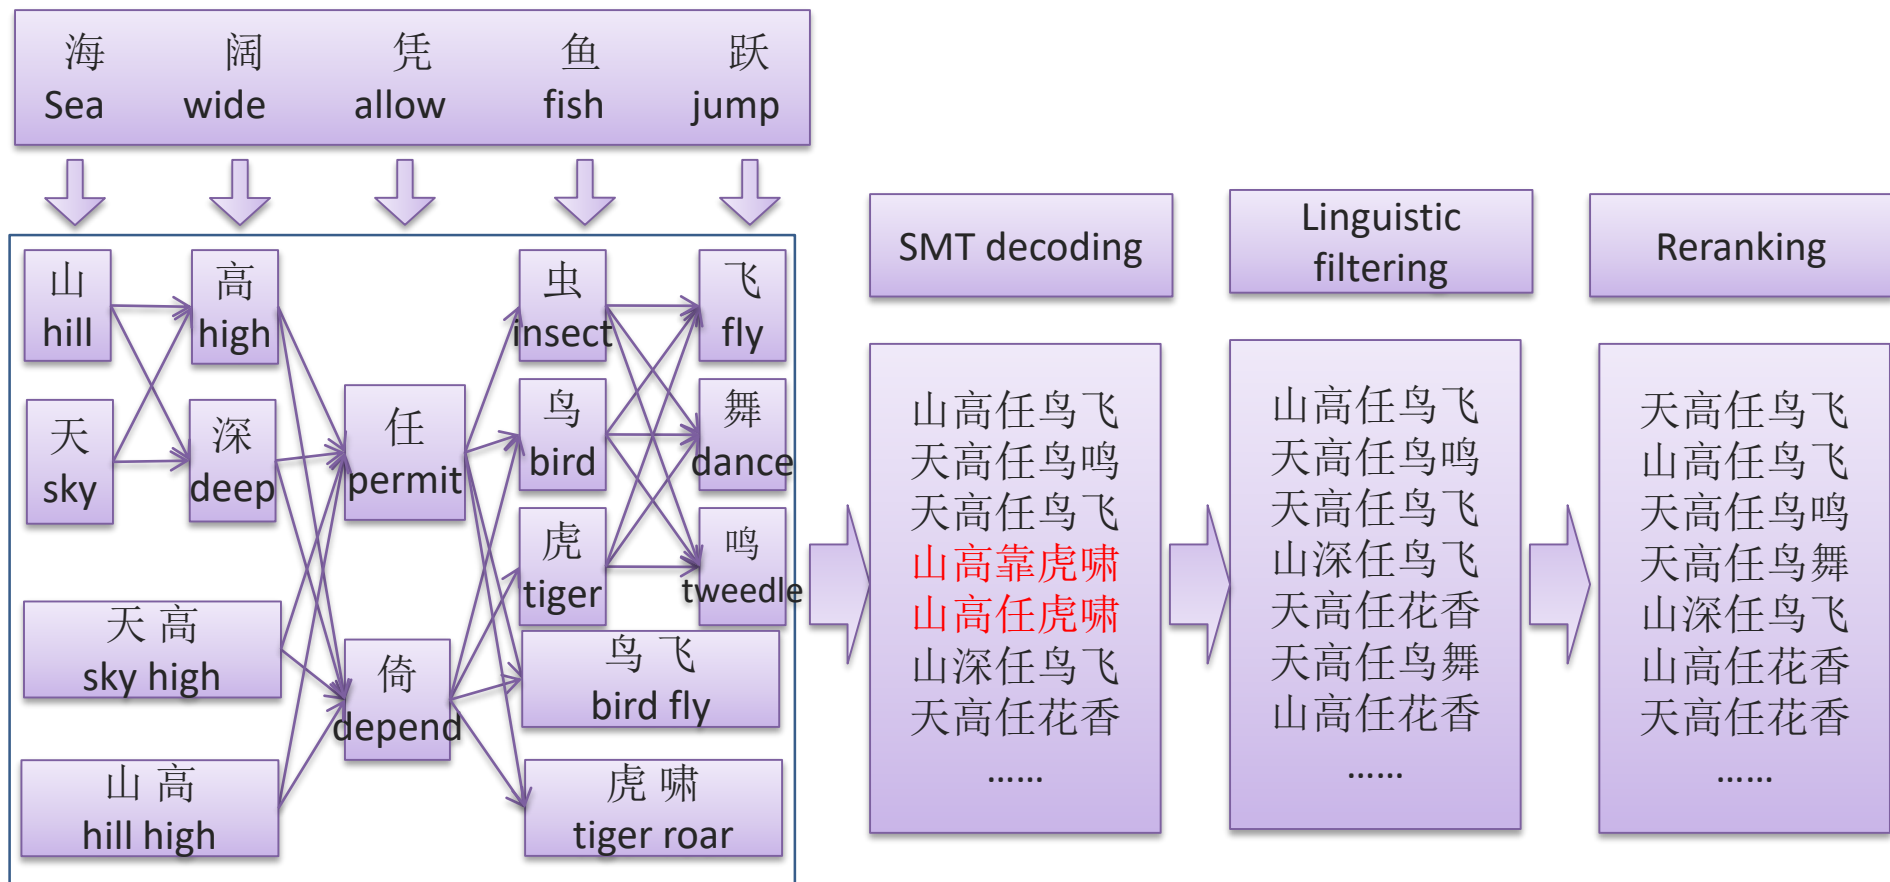 海 阔 凭 鱼 跃
Sea wide allow fish jump
山
hill
高
high
虫
insect
飞
fly
天
sky
深
deep
任
permit
鸟
bird
舞
dance
虎
tiger
鸣
tweedle
天 高
sky high
倚
depend
鸟 飞
bird fly
山 高
hill high
虎 啸
tiger roar
SMT decoding
山高任鸟飞
天高任鸟鸣
天高任鸟飞
山高靠虎啸
山高任虎啸
山深任鸟飞
天高任花香
......
Linguistic
filtering
山高任鸟飞
天高任鸟鸣
天高任鸟飞
山深任鸟飞
天高任花香
天高任鸟舞
山高任花香
......
Reranking
天高任鸟飞
山高任鸟飞
天高任鸟鸣
天高任鸟舞
山深任鸟飞
山高任花香
天高任花香
......